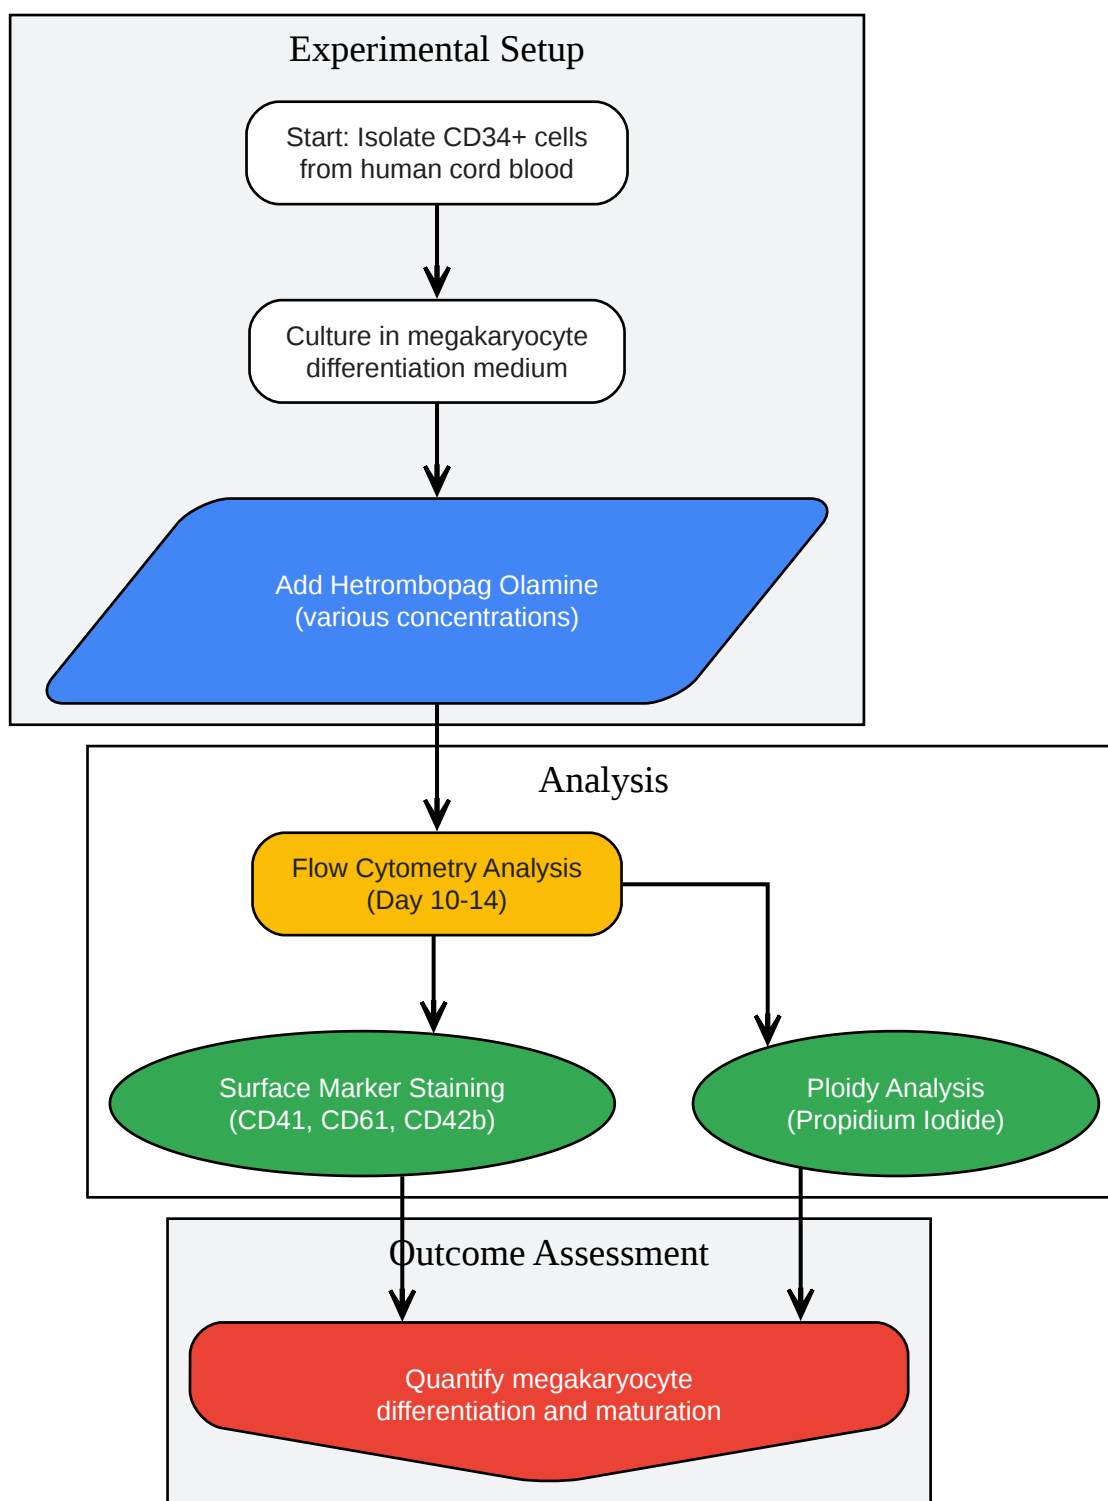 Experimental Setup
Start: Isolate CD34+ cells
from human cord blood
Culture in megakaryocyte
differentiation medium
Add Hetrombopag Olamine
(various concentrations)
Analysis
Flow Cytometry Analysis
(Day 10-14)
Surface Marker Staining
(CD41, CD61, CD42b)
Ploidy Analysis
(Propidium Iodide)
Outcome Assessment
Quantify megakaryocyte
differentiation and maturation